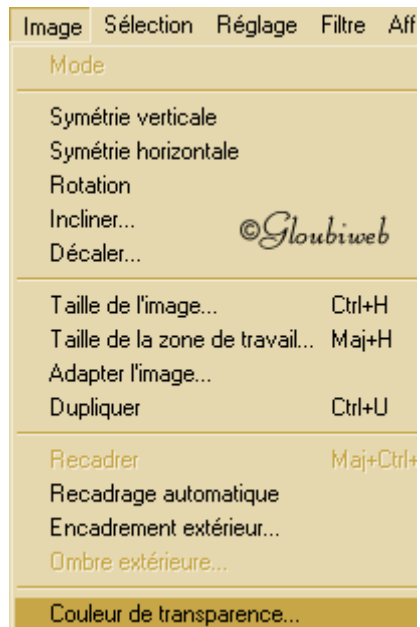 Image Sélection Réglage Filtre Aff
Mode
Symétrie verticale
Symétrie horizontale
Rotation
Incliner...
©Gloubiweb
Décaler...
Taille de l'image... Ctrl+H
Taille de la zone de travail... Maj+H
Adapter l'image...
Dupliquer Ctrl+U
Recadrer Maj+Ctrl+
Recadrage automatique
Encadrement extérieur...
Ombre extérieure...
Couleur de transparence...